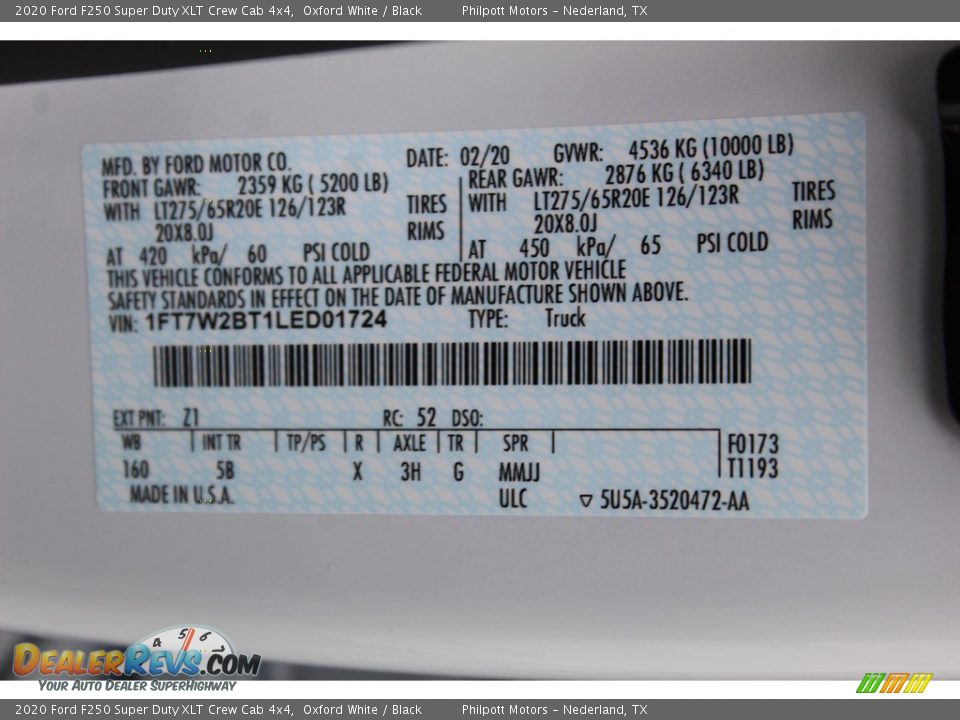 2020 Ford F250 Super Duty XLT Crew Cab 4x4, Oxford White / Black Philpott Motors - Nederland, TX
MFD. BY FORD MOTOR CO. DATE: 02/20 GVWR: 4536 KG (10000 LB)
FRONT GAWR: 2359 KG ( 5200 LB) REAR GAWR: 2876 KG ( 6340 LB)
WITH LT275/65R20E 126/123R TIRES WITH LT275/65R20E 126/123R TIRES
20X8.0J RIMS 20X8.0J RIMS
AT 420 kPa/ 60 PSI COLD AT 450 kPa/ 65 PSI COLD
THIS VEHICLE CONFORMS TO ALL APPLICABLE FEDERAL MOTOR VEHICLE
SAFETY STANDARDS IN EFFECT ON THE DATE OF MANUFACTURE SHOWN ABOVE.
VIN: 1FT7W2BT1LED01724 TYPE: Truck
EXT PNT: Z1 RC: 52 DSO:
WB INT TR TP/PS R AXLE TR SPR F0173
160 5B X 3H G MMJJ T1193
MADE IN U.S.A. ULC ▽ 5U5A-3520472-AA
4 5 6 7
DEALERREVS.COM
YOUR AUTO DEALER SUPERHIGHWAY
2020 Ford F250 Super Duty XLT Crew Cab 4x4, Oxford White / Black Philpott Motors - Nederland, TX